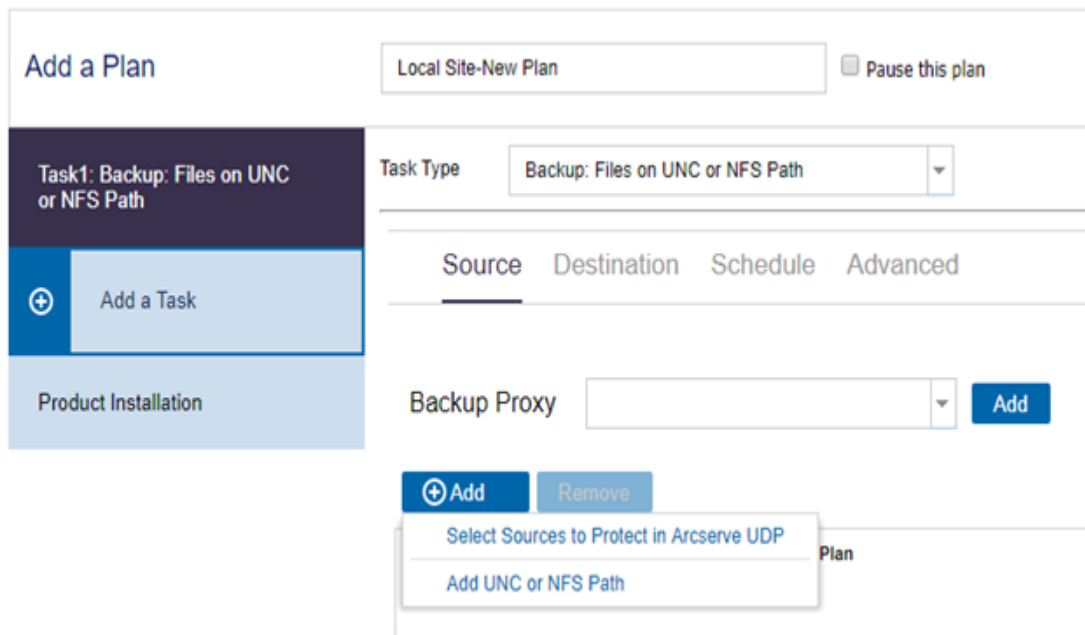 Add a Plan
Local Site-New Plan
Pause this plan
Task1: Backup: Files on UNC
or NFS Path
Task Type
Backup: Files on UNC or NFS Path
Add a Task
Source Destination Schedule Advanced
Product Installation
Backup Proxy
Add
Add
Remove
Select Sources to Protect in Arcserve UDP
Plan
Add UNC or NFS Path